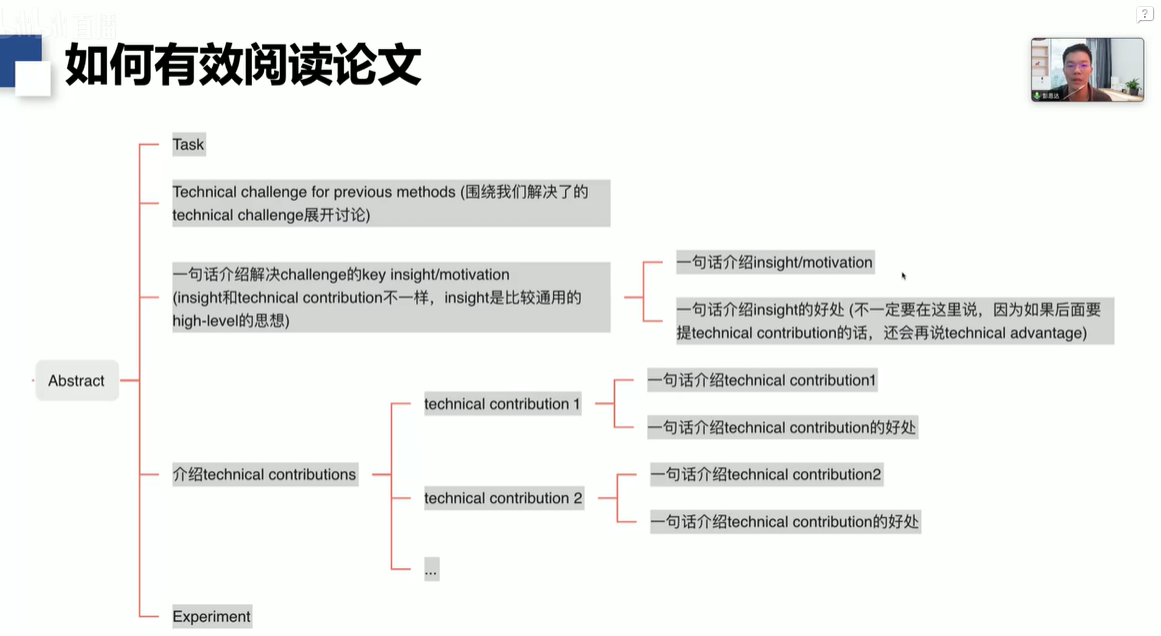 如何有效阅读论文
Task
Technical challenge for previous methods (围绕我们解决了的
technical challenge展开讨论)
一句话介绍解决challenge的key insight/motivation
(insight和technical contribution不一样，insight是比较通用的
high-level的思想)
一句话介绍insight/motivation
一句话介绍insight的好处 (不一定要在这里说，因为如果后面要
提technical contribution的话，还会再说technical advantage)
Abstract
介绍technical contributions
technical contribution 1
一句话介绍technical contribution1
一句话介绍technical contribution的好处
technical contribution 2
一句话介绍technical contribution2
一句话介绍technical contribution的好处
...
Experiment
?